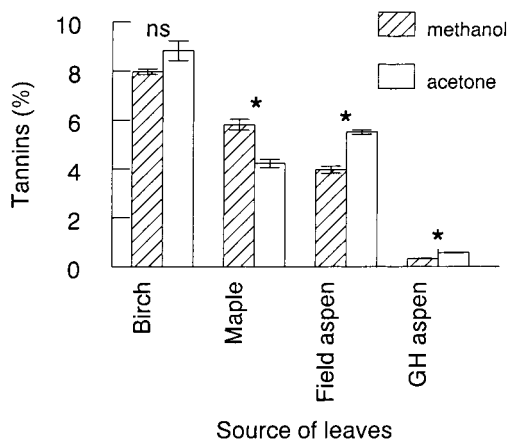 10
8
6
4
2
0
Tannins (%)
ns
*
*
*
methanol
acetone
Birch
Maple
Field aspen
GH aspen
Source of leaves